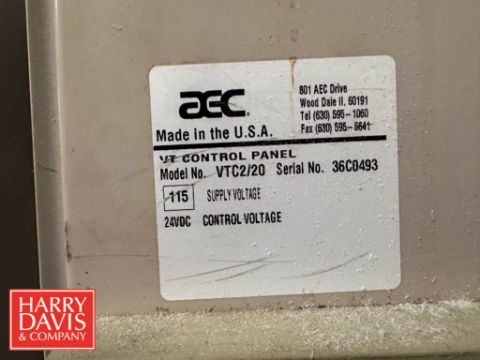 AEC
801 AEC Drive
Wood Dale Il, 60191
Tel (630) 595-1060
Fax (630) 595-6641
Made in the U.S.A.
VT CONTROL PANEL
Model No. VTC2/20 Serial No. 36C0493
115 SUPPLY VOLTAGE
24VDC CONTROL VOLTAGE
HARRY
DAVIS
& COMPANY